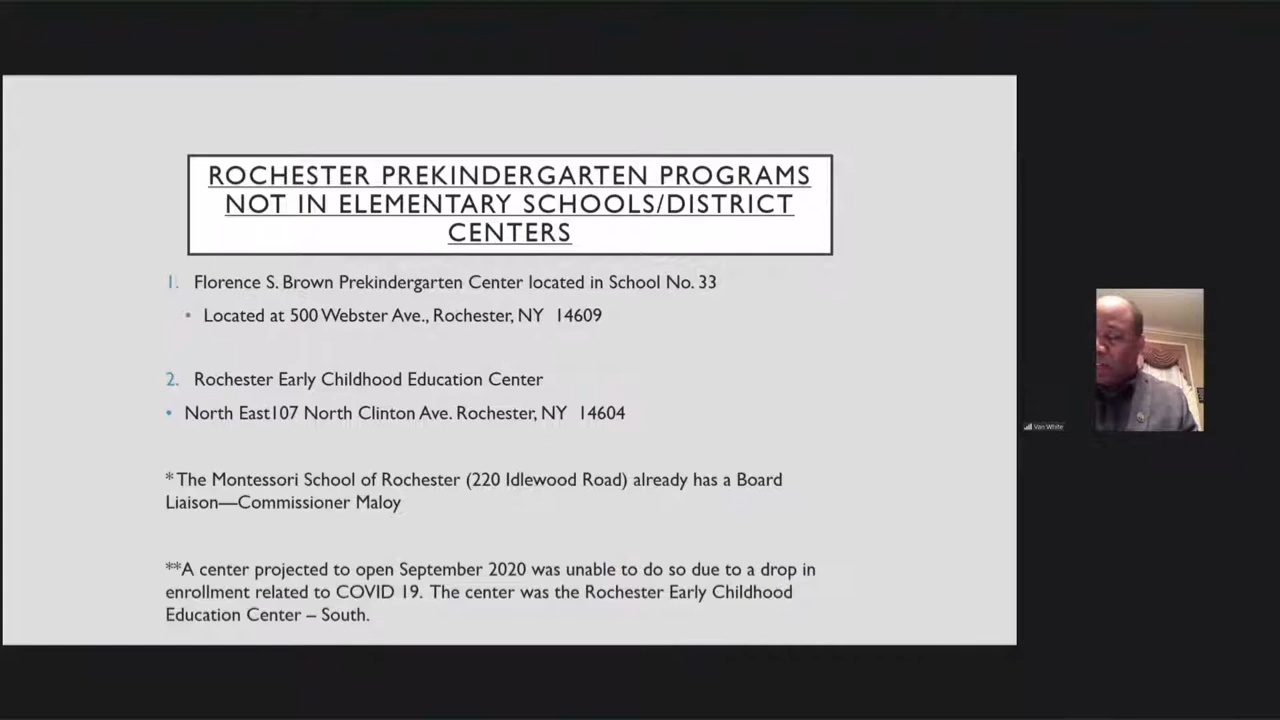 ROCHESTER PREKINDERGARTEN PROGRAMS
NOT IN ELEMENTARY SCHOOLS/DISTRICT
CENTERS
1. Florence S. Brown Prekindergarten Center located in School No. 33
• Located at 500 Webster Ave., Rochester, NY 14609
2. Rochester Early Childhood Education Center
• North East107 North Clinton Ave. Rochester, NY 14604
* The Montessori School of Rochester (220 Idlewood Road) already has a Board
Liaison—Commissioner Maloy
**A center projected to open September 2020 was unable to do so due to a drop in
enrollment related to COVID 19. The center was the Rochester Early Childhood
Education Center – South.
Van White